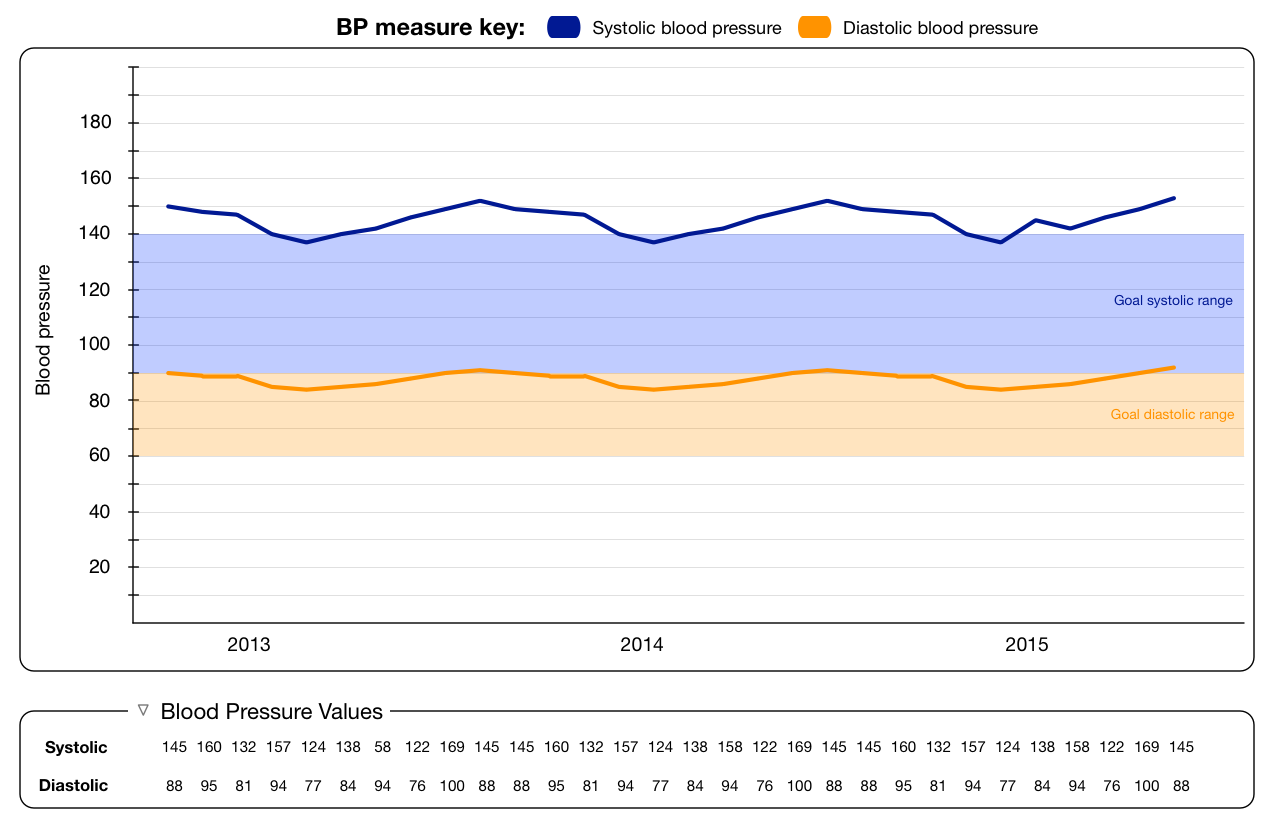 BP measure key: Systolic blood pressure Diastolic blood pressure
180
160
140
120
100
80
60
40
20
Blood pressure
Goal systolic range
Goal diastolic range
2013 2014 2015
▽ Blood Pressure Values
Systolic 145 160 132 157 124 138 58 122 169 145 145 160 132 157 124 138 158 122 169 145 145 160 132 157 124 138 158 122 169 145
Diastolic 88 95 81 94 77 84 94 76 100 88 88 95 81 94 77 84 94 76 100 88 88 95 81 94 77 84 94 76 100 88